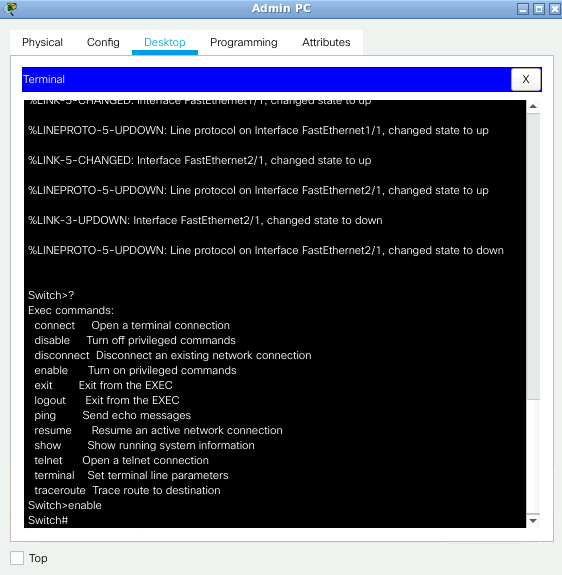 Admin PC
Physical Config Desktop Programming Attributes
Terminal X
%LINK-5-CHANGED: Interface FastEthernet1/1, changed state to up
%LINEPROTO-5-UPDOWN: Line protocol on Interface FastEthernet1/1, changed state to up
%LINK-5-CHANGED: Interface FastEthernet2/1, changed state to up
%LINEPROTO-5-UPDOWN: Line protocol on Interface FastEthernet2/1, changed state to up
%LINK-3-UPDOWN: Interface FastEthernet2/1, changed state to down
%LINEPROTO-5-UPDOWN: Line protocol on Interface FastEthernet2/1, changed state to down
Switch>?
Exec commands:
connect Open a terminal connection
disable Turn off privileged commands
disconnect Disconnect an existing network connection
enable Turn on privileged commands
exit Exit from the EXEC
logout Exit from the EXEC
ping Send echo messages
resume Resume an active network connection
show Show running system information
telnet Open a telnet connection
terminal Set terminal line parameters
traceroute Trace route to destination
Switch>enable
Switch#
Top